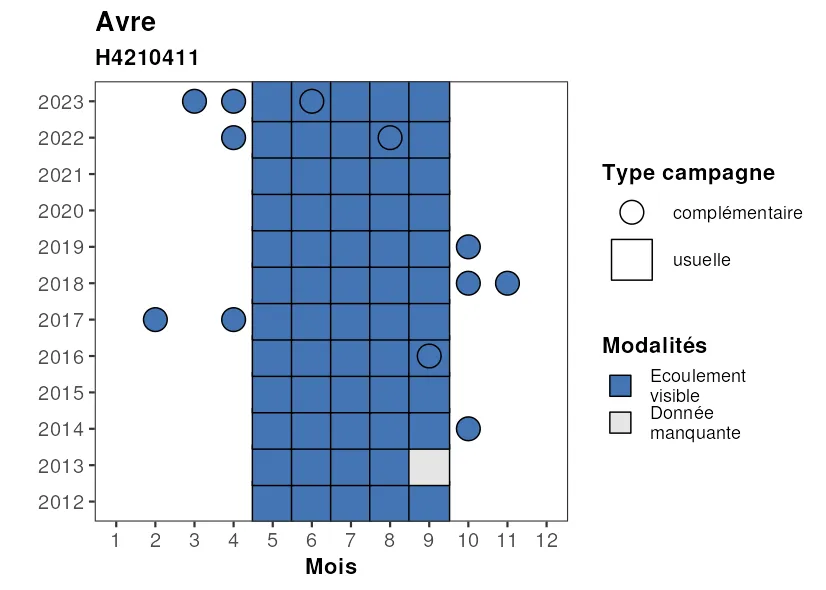 Avre
H4210411
2023
2022
2021
2020
2019
2018
2017
2016
2015
2014
2013
2012
1 2 3 4 5 6 7 8 9 10 11 12
Mois
Type campagne
complémentaire
usuelle
Modalités
Ecoulement
visible
Donnée
manquante